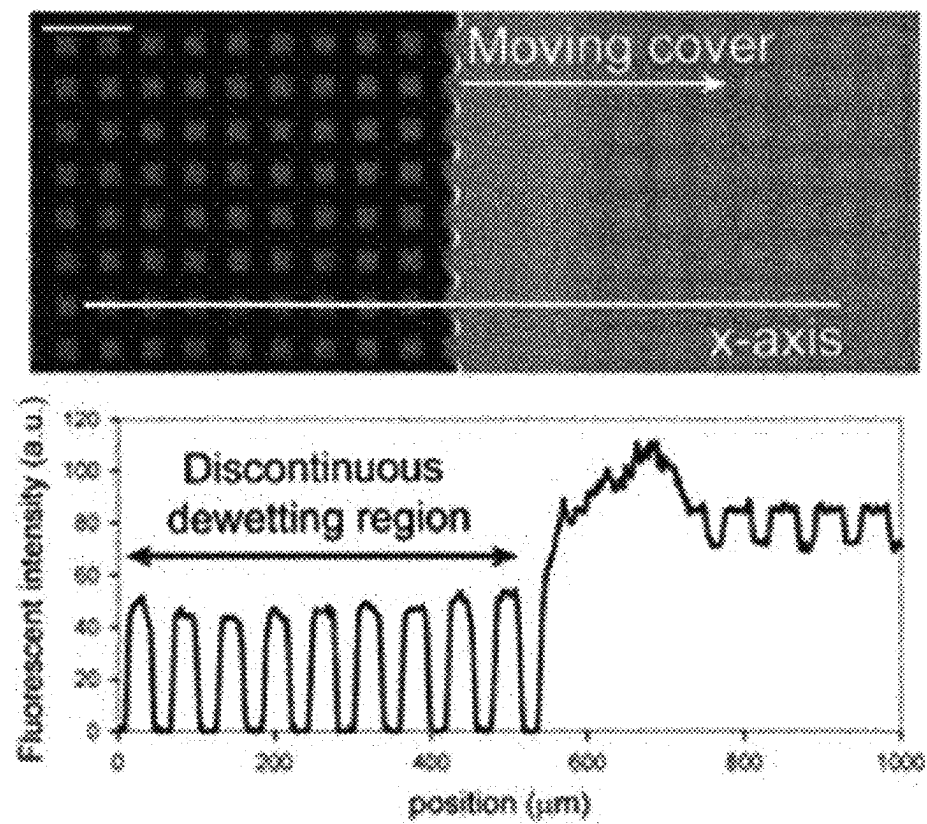 Moving cover
x-axis
Fluorescent intensity (a.u.)
120
100
80
60
40
20
0
Discontinuous
dewetting region
0
200
400
600
800
1000
position (μm)